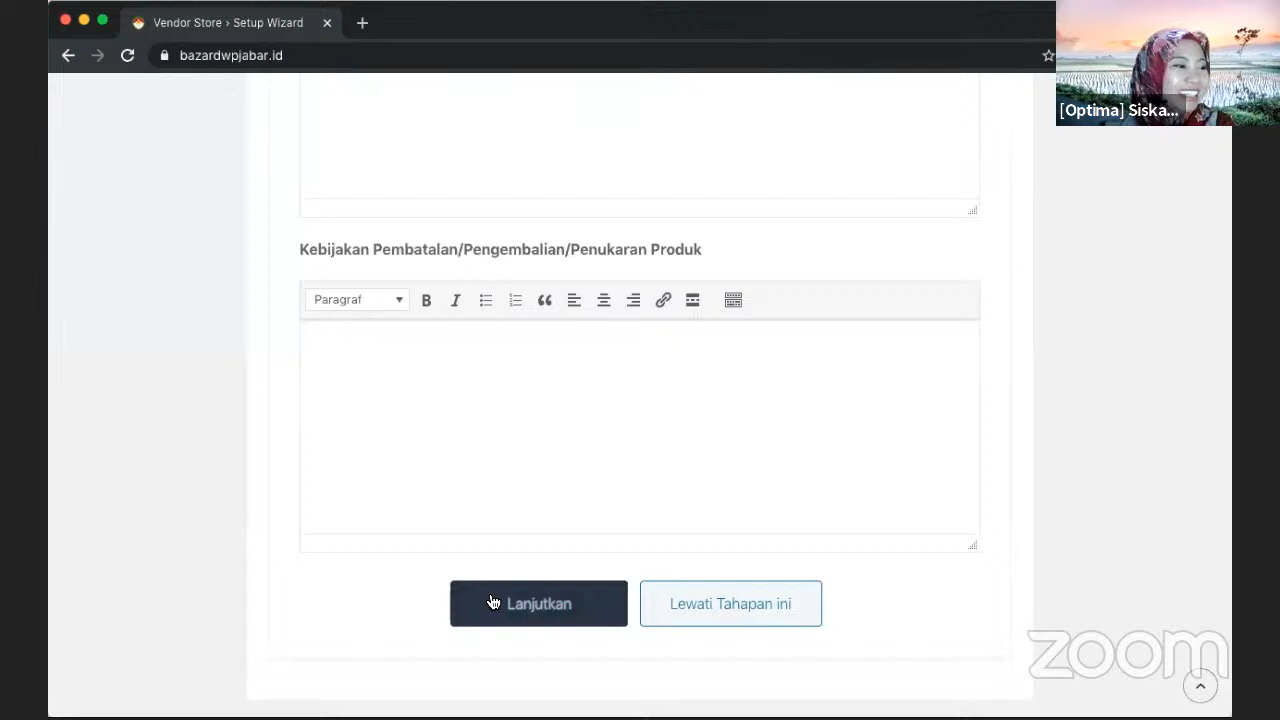 Vendor Store › Setup Wizard
bazardwpjabar.id
[Optima] Siska...
Kebijakan Pembatalan/Pengembalian/Penukaran Produk
Paragraf
Lanjutkan
Lewati Tahapan ini
zoom